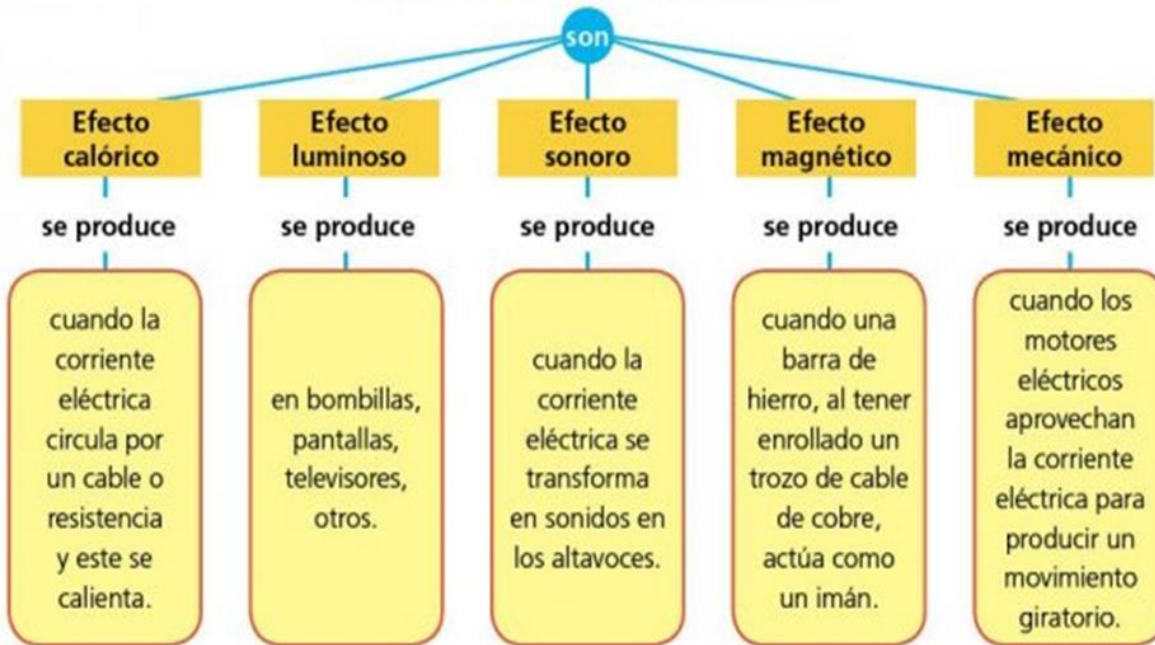 son
Efecto
calórico
se produce
cuando la
corriente
eléctrica
circula por
un cable o
resistencia
y este se
calienta.
Efecto
luminoso
se produce
en bombillas,
pantallas,
televisores,
otros.
Efecto
sonoro
se produce
cuando la
corriente
eléctrica se
transforma
en sonidos en
los altavoces.
Efecto
magnético
se produce
cuando una
barra de
hierro, al tener
enrollado un
trozo de cable
de cobre,
actúa como
un imán.
Efecto
mecánico
se produce
cuando los
motores
eléctricos
aprovechan
la corriente
eléctrica para
producir un
movimiento
giratorio.